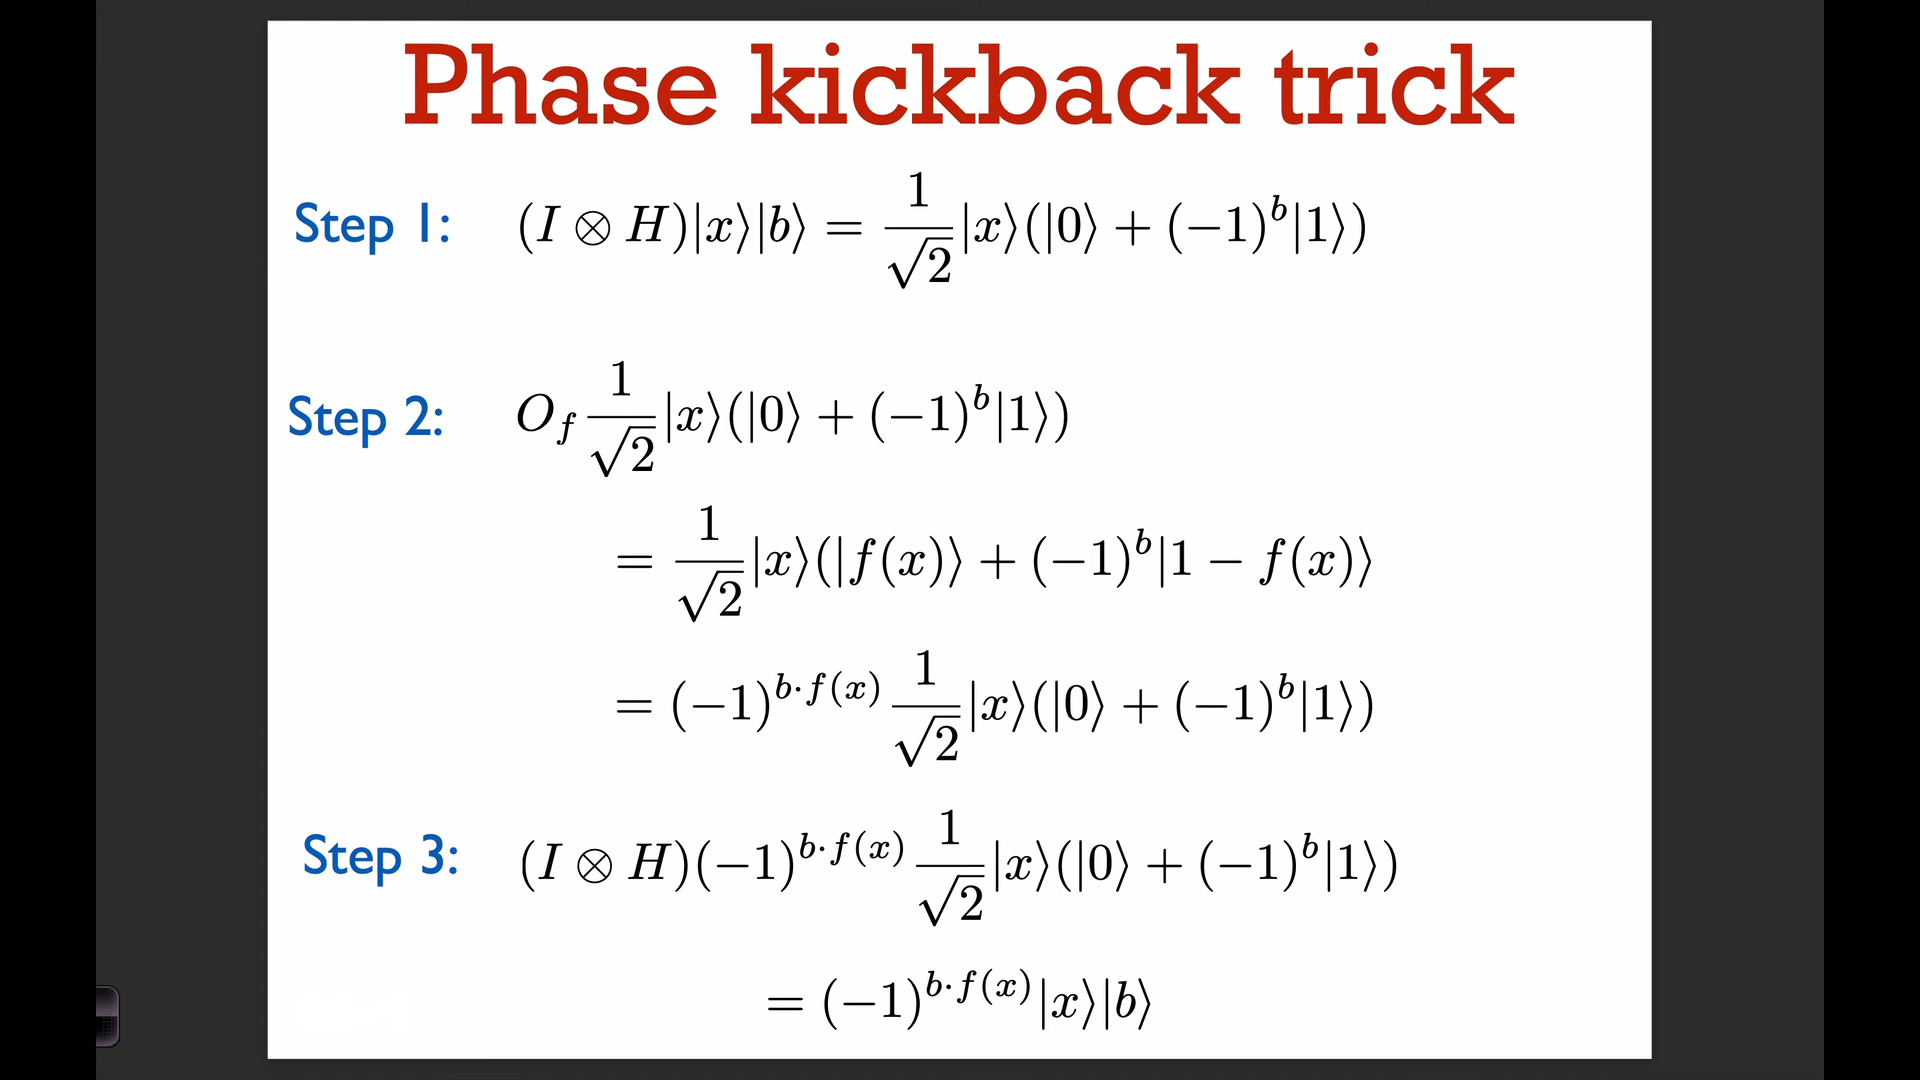 Phase kickback trick
Step 1: (I ⊗ H)|x⟩|b⟩ = 1/√2 |x⟩(|0⟩ + (−1)^b|1⟩)
Step 2: O_f 1/√2 |x⟩(|0⟩ + (−1)^b|1⟩)
= 1/√2 |x⟩(|f(x)⟩ + (−1)^b|1 − f(x)⟩
= (−1)^{b·f(x)} 1/√2 |x⟩(|0⟩ + (−1)^b|1⟩)
Step 3: (I ⊗ H)(−1)^{b·f(x)} 1/√2 |x⟩(|0⟩ + (−1)^b|1⟩)
= (−1)^{b·f(x)}|x⟩|b⟩